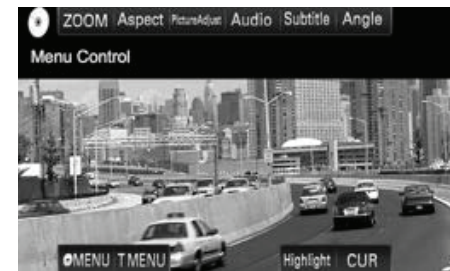 ZOOM Aspect PictureAdjust Audio Subtitle Angle
Menu Control
MENU T MENU Highlight CUR